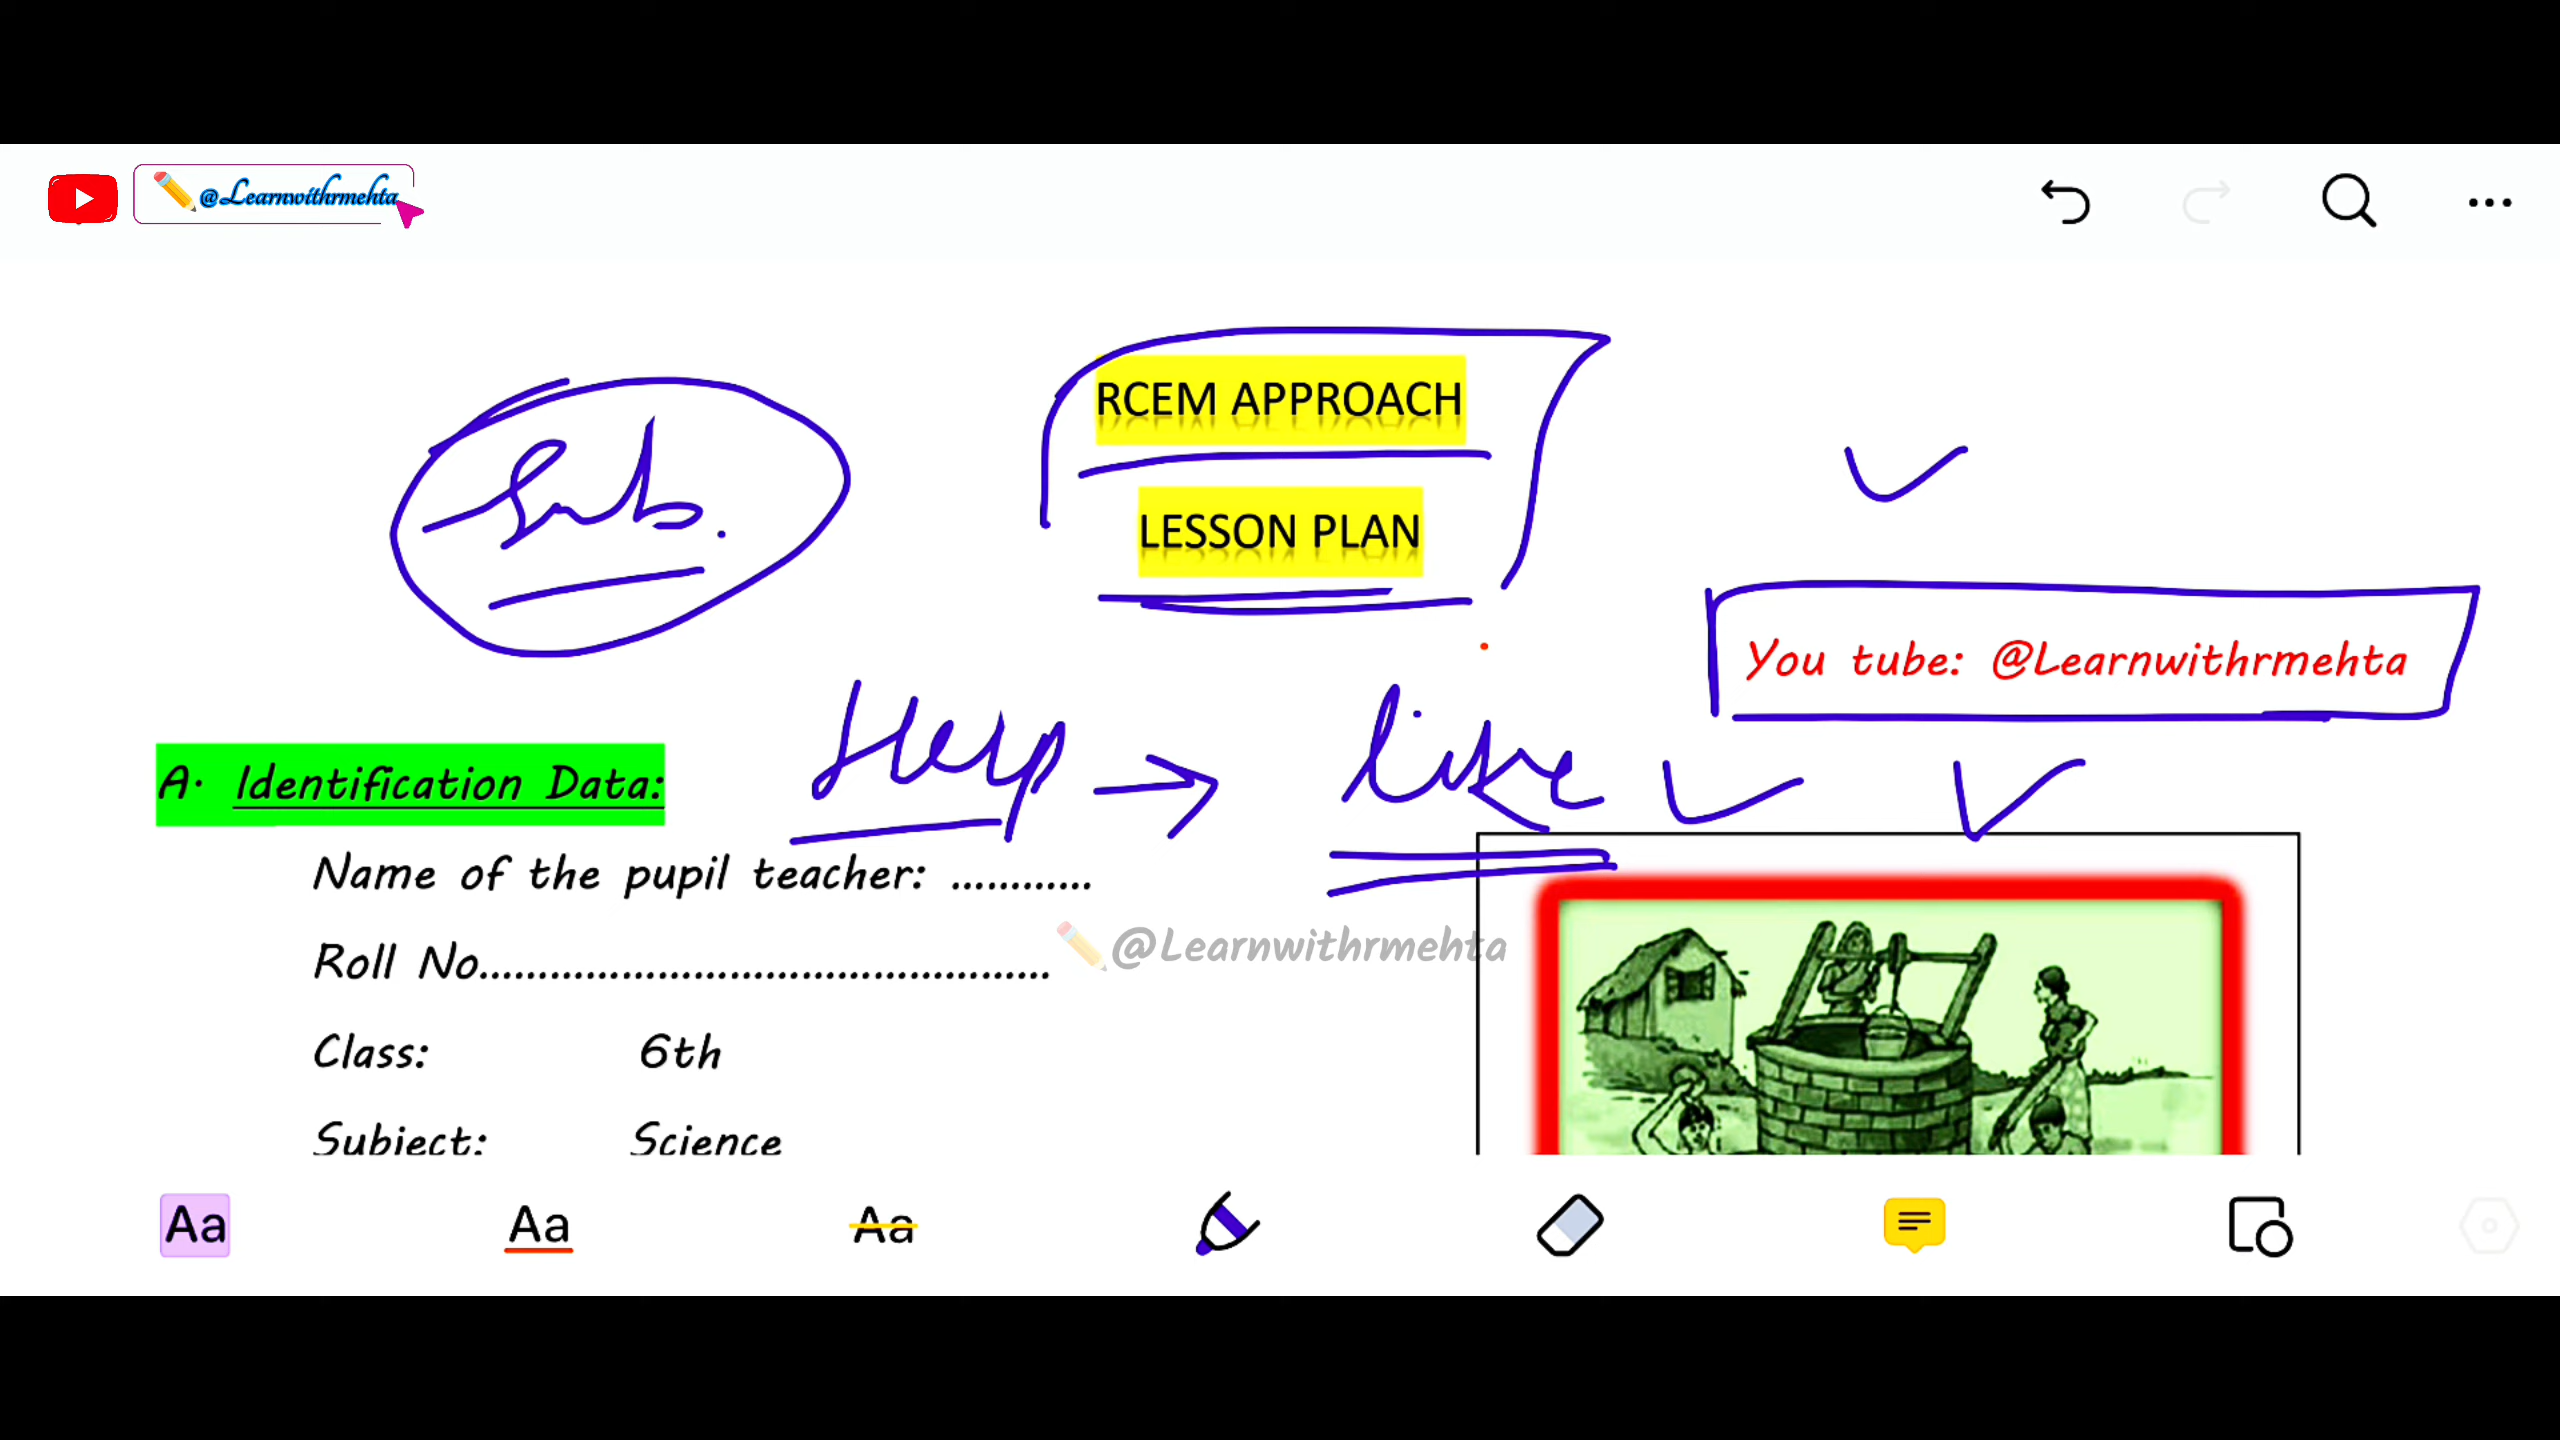 @Learnwithrmehta
RCEM APPROACH
Sub.
LESSON PLAN
You tube: @Learnwithrmehta
Help → like
A. Identification Data:
Name of the pupil teacher: ............
@Learnwithrmehta
Roll No.................................................
Class: 6th
Subject: Science
Aa Aa Aa